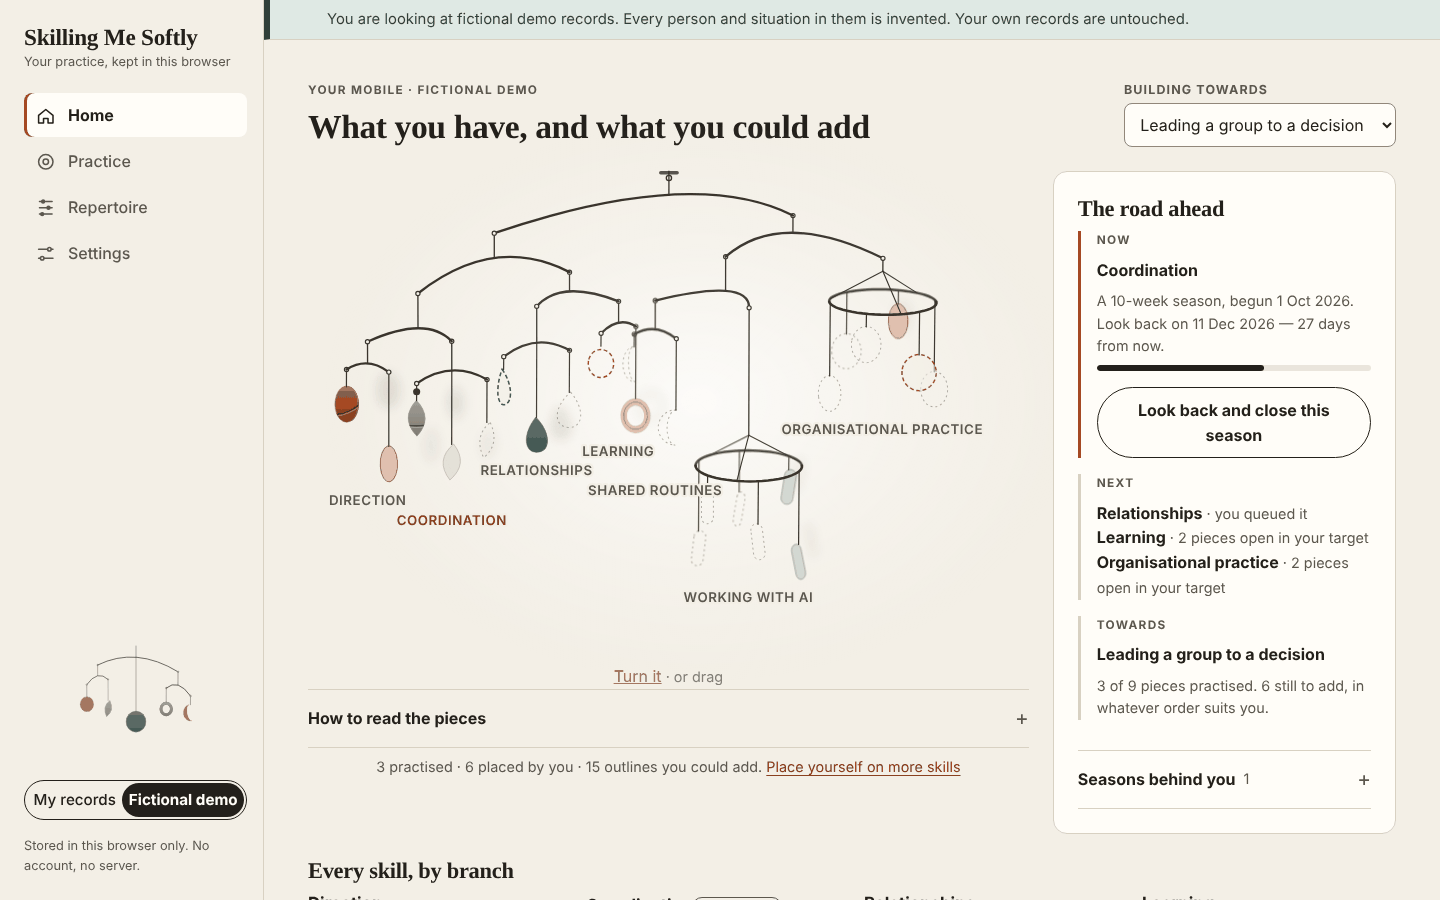 You are looking at fictional demo records. Every person and situation in them is invented. Your own records are untouched.
Skilling Me Softly
Your practice, kept in this browser
Home
Practice
Repertoire
Settings
My records
Fictional demo
Stored in this browser only. No
account, no server.
YOUR MOBILE · FICTIONAL DEMO
What you have, and what you could add
BUILDING TOWARDS
Leading a group to a decision
ORGANISATIONAL PRACTICE
LEARNING
RELATIONSHIPS
SHARED ROUTINES
DIRECTION
COORDINATION
WORKING WITH AI
Turn it · or drag
How to read the pieces
+
3 practised · 6 placed by you · 15 outlines you could add. Place yourself on more skills
The road ahead
NOW
Coordination
A 10-week season, begun 1 Oct 2026.
Look back on 11 Dec 2026 — 27 days
from now.
Look back and close this
season
NEXT
Relationships · you queued it
Learning · 2 pieces open in your target
Organisational practice · 2 pieces
open in your target
TOWARDS
Leading a group to a decision
3 of 9 pieces practised. 6 still to add, in
whatever order suits you.
Seasons behind you 1
+
Every skill, by branch